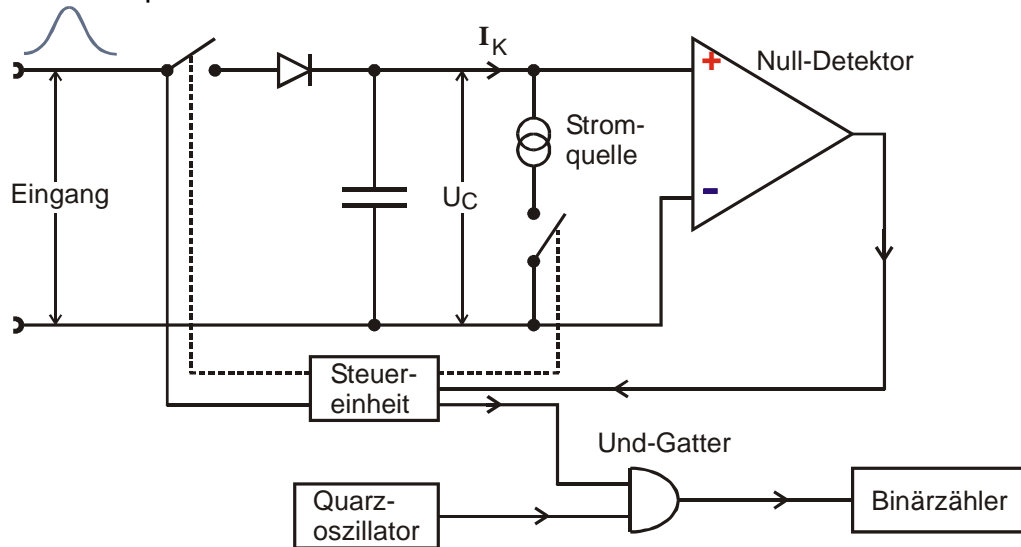 I_K
+
Null-Detektor
Strom-
quelle
Eingang
U_C
-
Steuer-
einheit
Und-Gatter
Quarz-
oszillator
Binärzähler